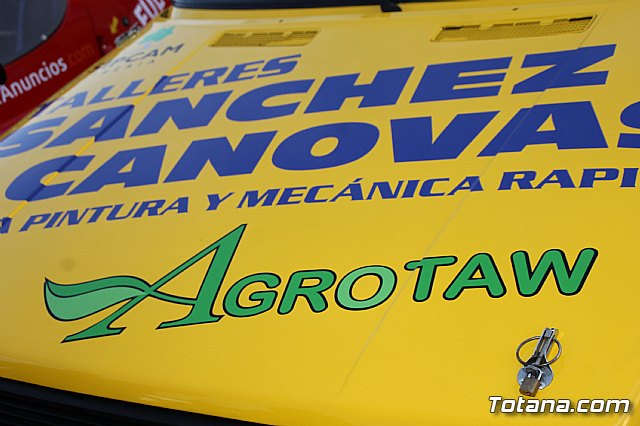 Anuncios
TALLERES
SANCHEZ
CANOVAS
PINTURA Y MECÁNICA RAPI
AGROTAW
Totana.com